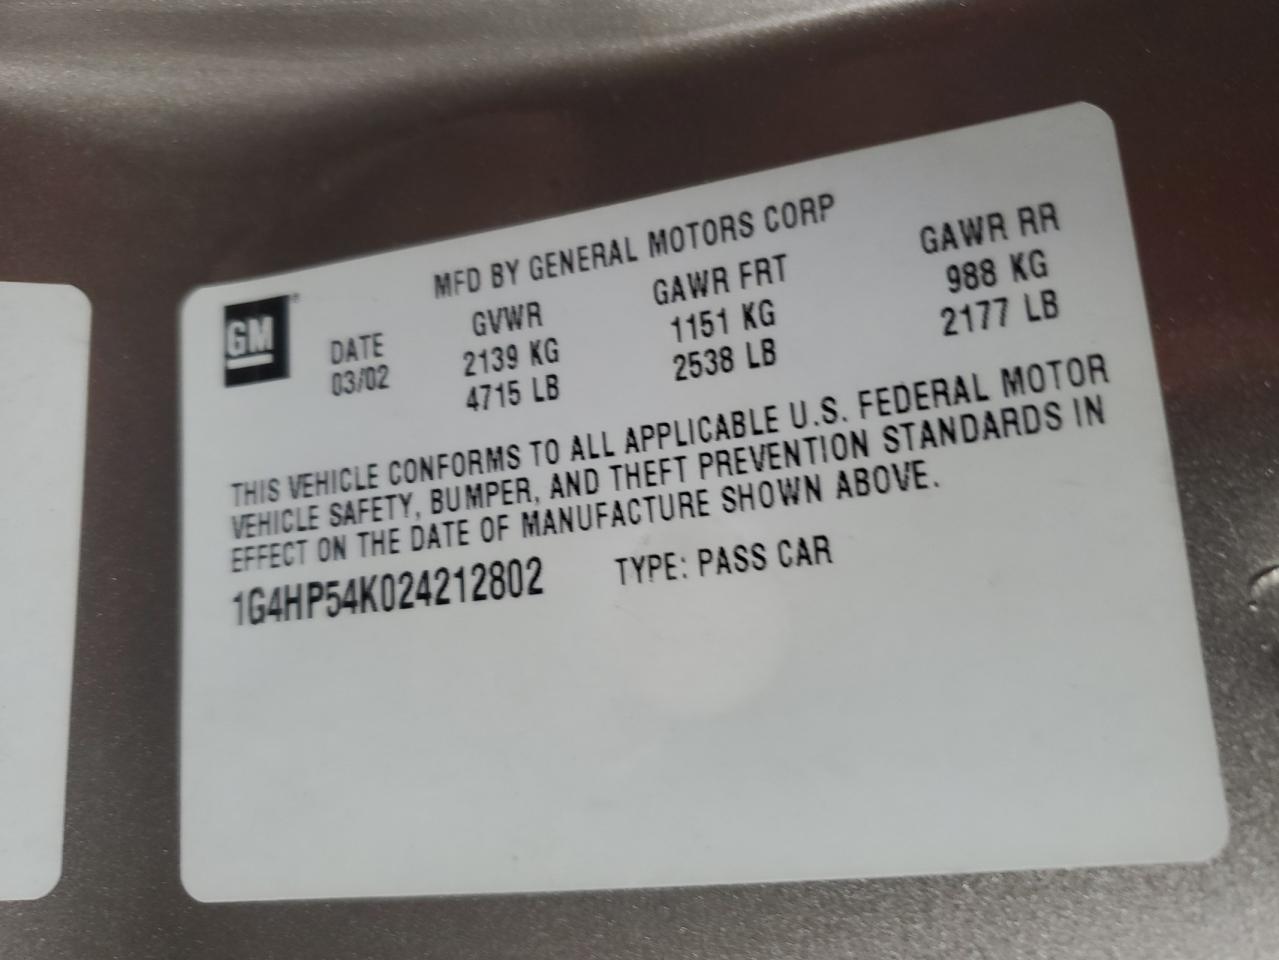 GM
MFD BY GENERAL MOTORS CORP
DATE GVWR GAWR FRT GAWR RR
03/02 2139 KG 1151 KG 988 KG
4715 LB 2538 LB 2177 LB
THIS VEHICLE CONFORMS TO ALL APPLICABLE U.S. FEDERAL MOTOR
VEHICLE SAFETY, BUMPER, AND THEFT PREVENTION STANDARDS IN
EFFECT ON THE DATE OF MANUFACTURE SHOWN ABOVE.
1G4HP54K024212802 TYPE: PASS CAR